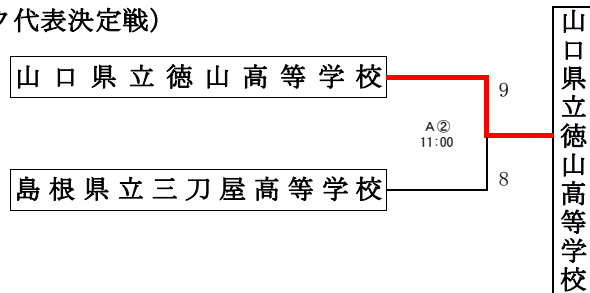 ク代表決定戦）
山口県立徳山高等学校
9
A②
11:00
8
島根県立三刀屋高等学校
山口県立徳山高等学校